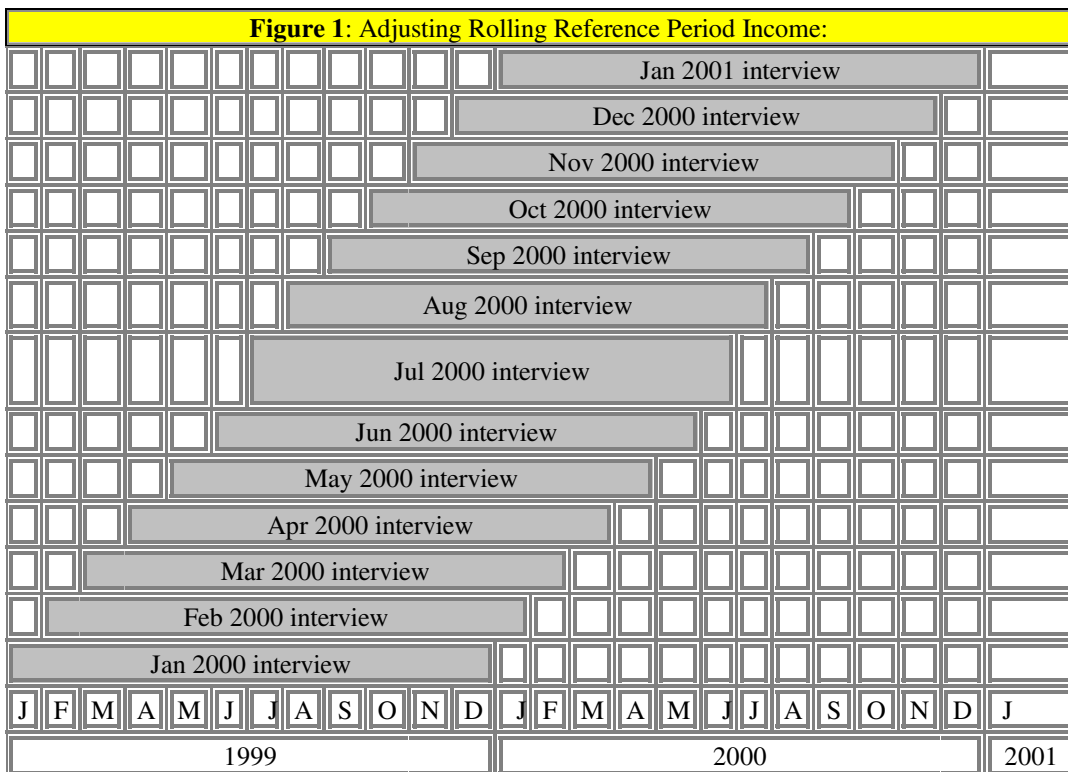 Figure 1: Adjusting Rolling Reference Period Income:
Jan 2001 interview
Dec 2000 interview
Nov 2000 interview
Oct 2000 interview
Sep 2000 interview
Aug 2000 interview
Jul 2000 interview
Jun 2000 interview
May 2000 interview
Apr 2000 interview
Mar 2000 interview
Feb 2000 interview
Jan 2000 interview
J F M A M J J A S O N D J F M A M J J A S O N D J
1999 2000 2001